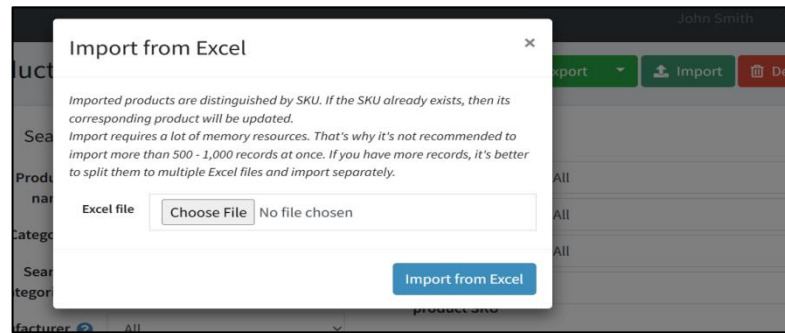 John Smith
Import from Excel ×
Import
Imported products are distinguished by SKU. If the SKU already exists, then its
corresponding product will be updated.
Import requires a lot of memory resources. That's why it's not recommended to
import more than 500 - 1,000 records at once. If you have more records, it's better
to split them to multiple Excel files and import separately.
All
Excel file Choose File No file chosen
All
All
Import from Excel
product SKU
All